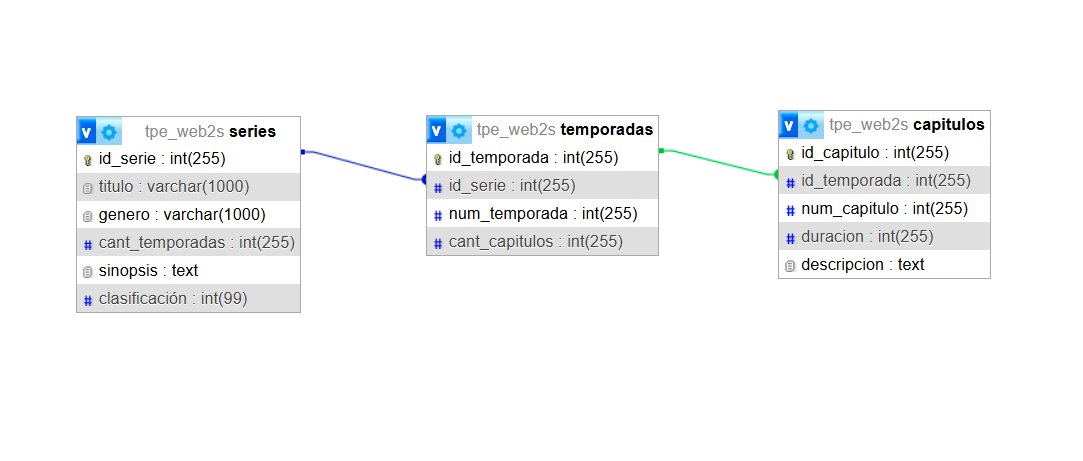 v tpe_web2s series
id_serie : int(255)
titulo : varchar(1000)
genero : varchar(1000)
cant_temporadas : int(255)
sinopsis : text
clasificación : int(99)
v tpe_web2s temporadas
id_temporada : int(255)
id_serie : int(255)
num_temporada : int(255)
cant_capitulos : int(255)
v tpe_web2s capitulos
id_capitulo : int(255)
id_temporada : int(255)
num_capitulo : int(255)
duracion : int(255)
descripcion : text